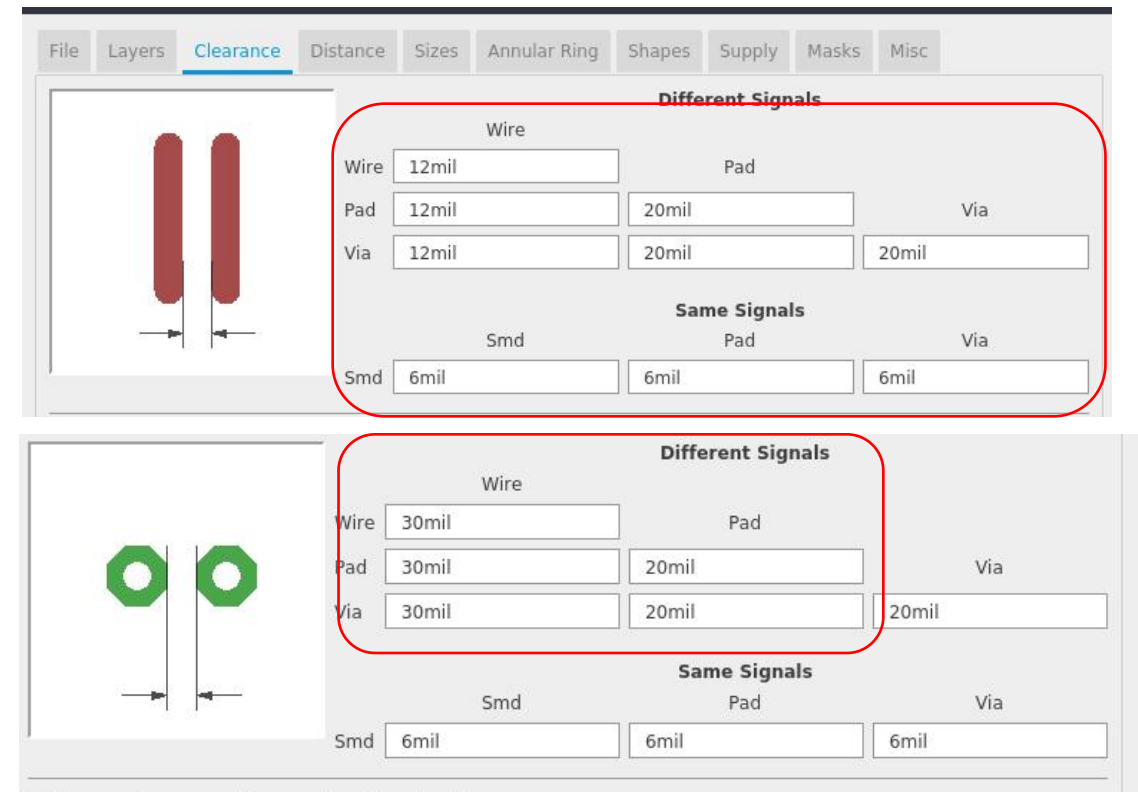 File Layers Clearance Distance Sizes Annular Ring Shapes Supply Masks Misc
Different Signals
Wire
Wire 12mil Pad
Pad 12mil 20mil Via
Via 12mil 20mil 20mil
Same Signals
Smd Pad Via
Smd 6mil 6mil 6mil
Different Signals
Wire
Wire 30mil Pad
Pad 30mil 20mil Via
Via 30mil 20mil 20mil
Same Signals
Smd Pad Via
Smd 6mil 6mil 6mil